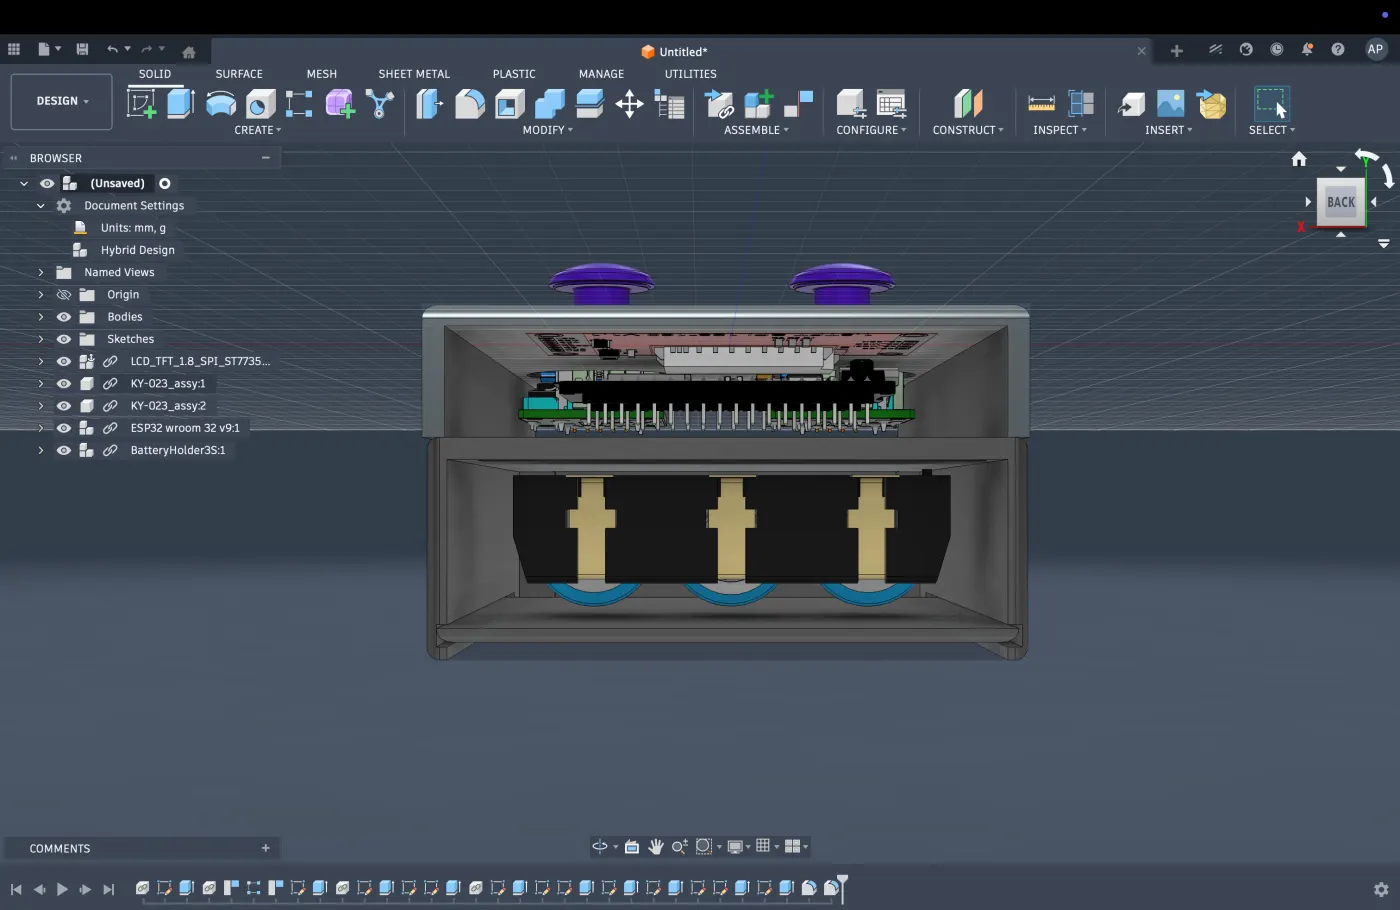 Untitled*
AP
DESIGN
SOLID
SURFACE
MESH
SHEET METAL
PLASTIC
MANAGE
UTILITIES
CREATE
MODIFY
ASSEMBLE
CONFIGURE
CONSTRUCT
INSPECT
INSERT
SELECT
BROWSER
(Unsaved)
Document Settings
Units: mm, g
Hybrid Design
Named Views
Origin
Bodies
Sketches
LCD_TFT_1.8_SPI_ST7735...
KY-023_assy:1
KY-023_assy:2
ESP32 wroom 32 v9:1
BatteryHolder3S:1
Y
BACK
X
COMMENTS